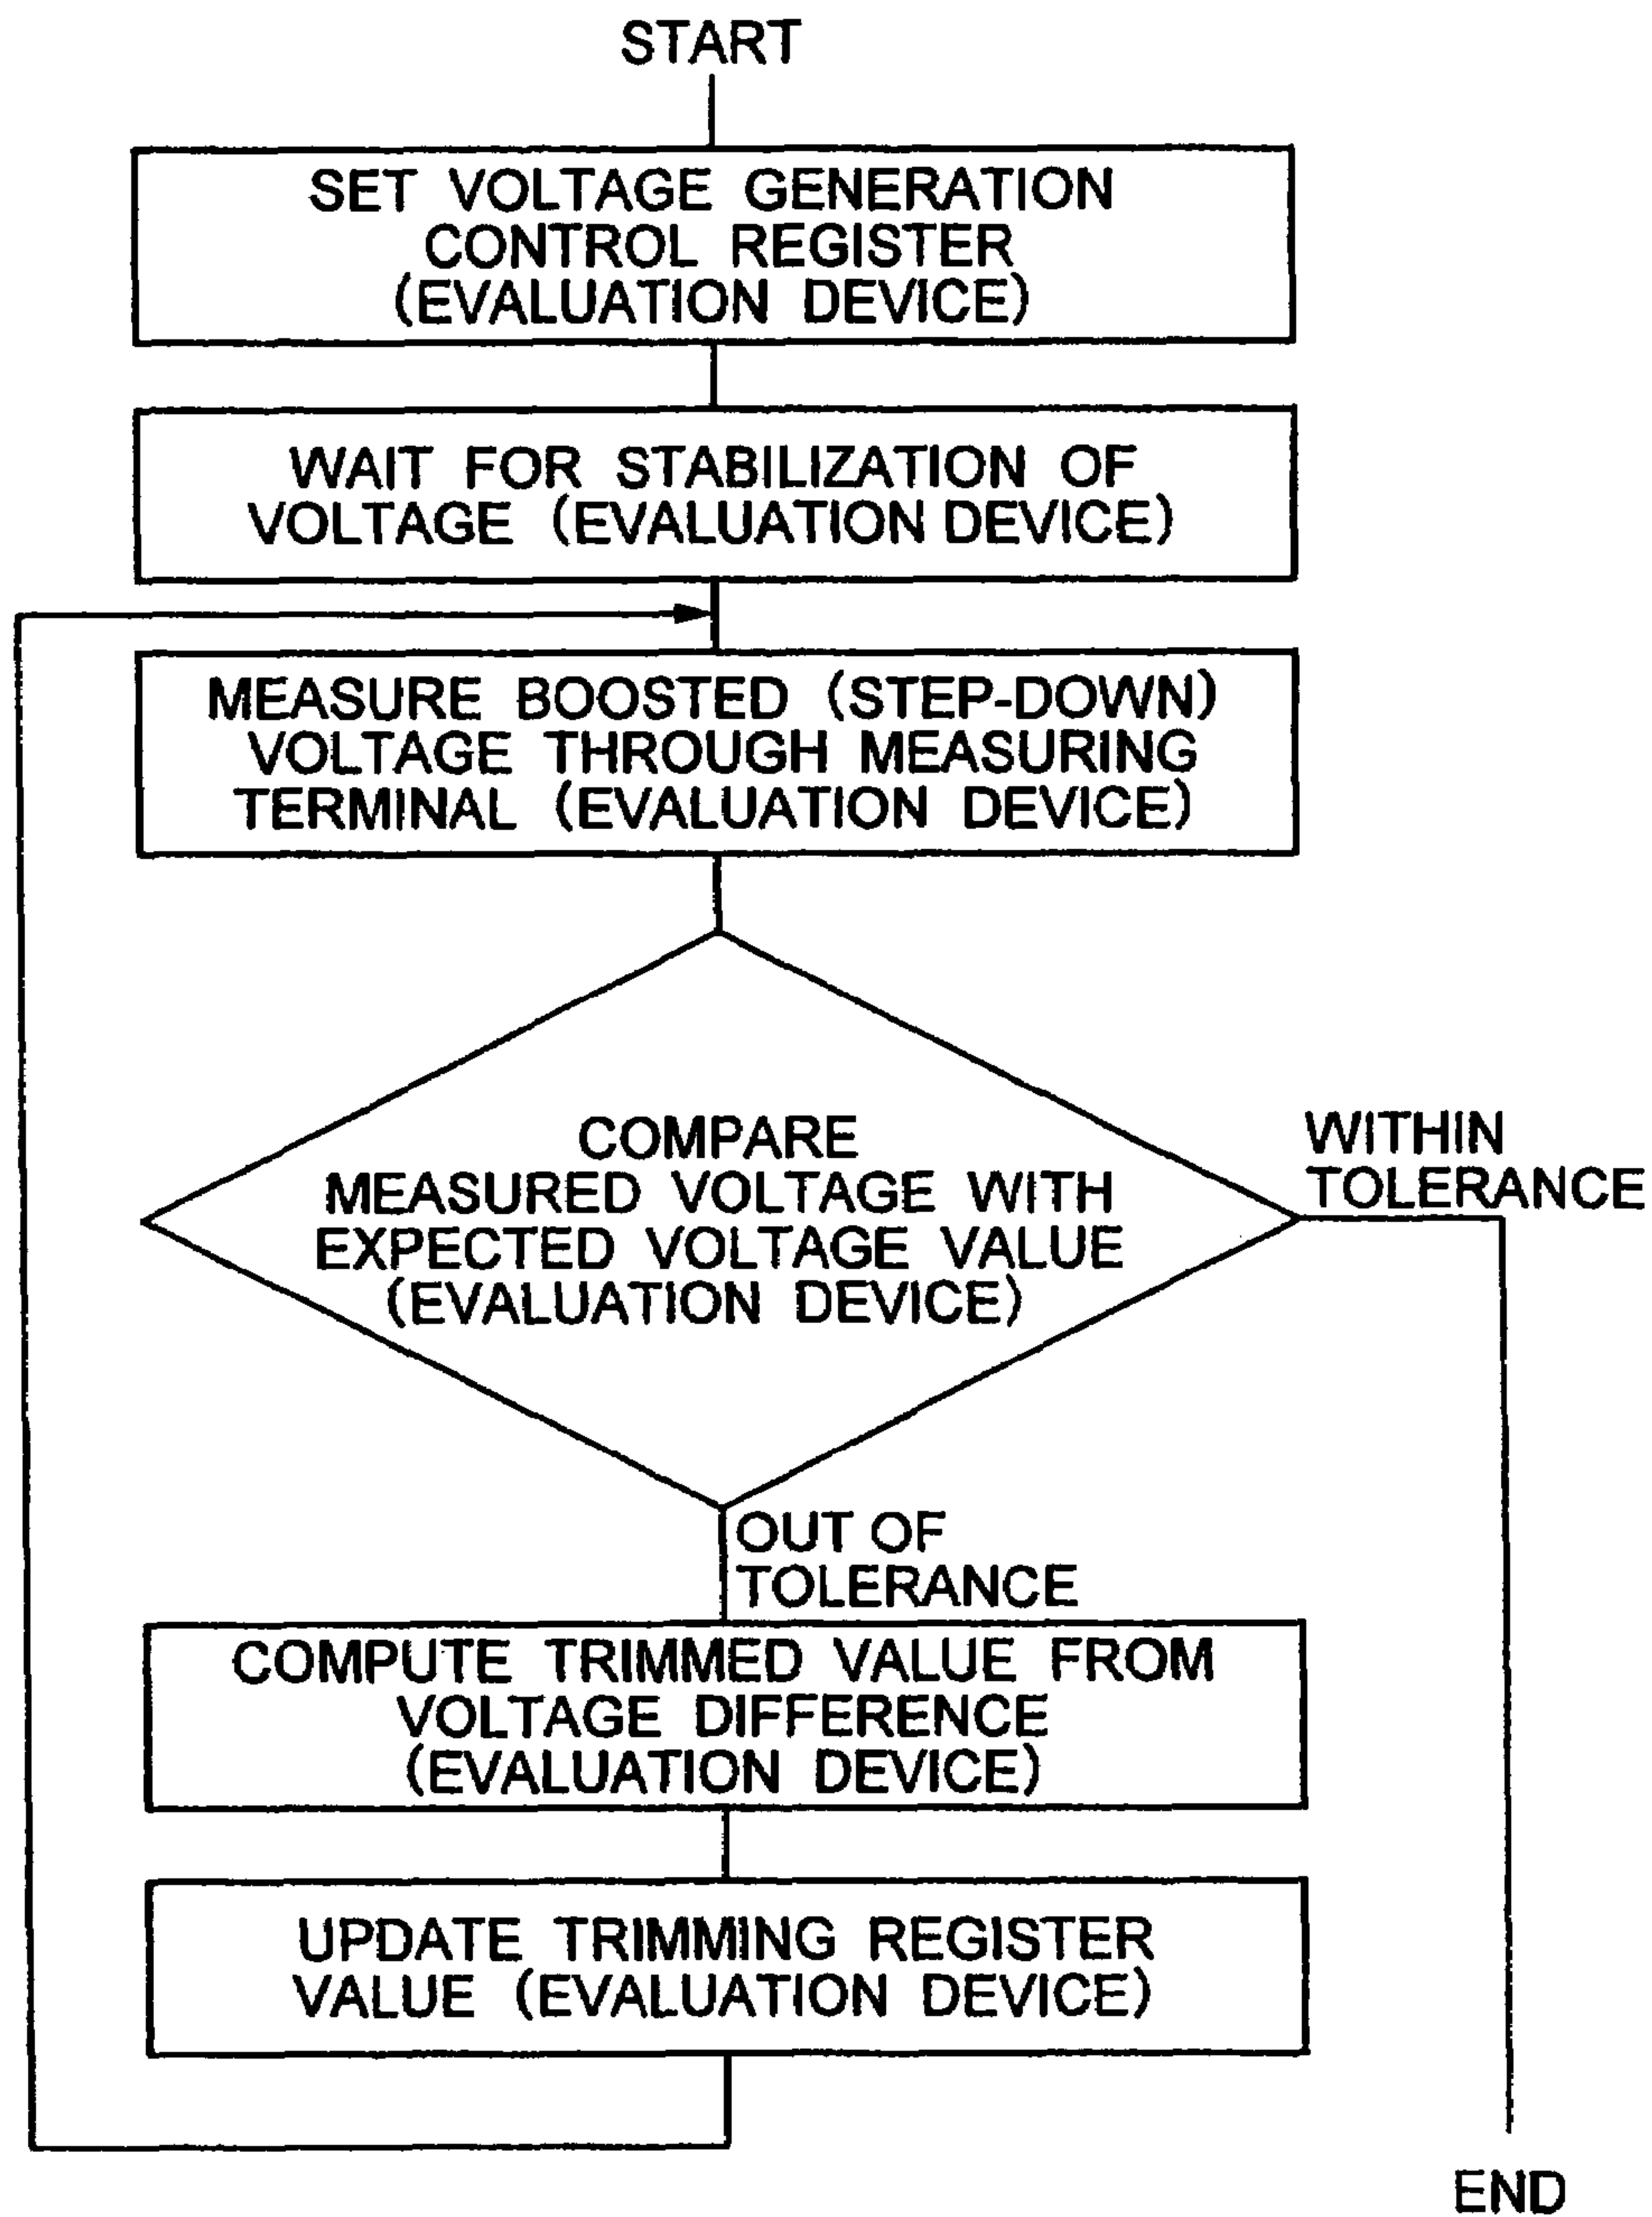 START
SET VOLTAGE GENERATION
CONTROL REGISTER
(EVALUATION DEVICE)
WAIT FOR STABILIZATION OF
VOLTAGE (EVALUATION DEVICE)
MEASURE BOOSTED (STEP-DOWN)
VOLTAGE THROUGH MEASURING
TERMINAL (EVALUATION DEVICE)
COMPARE
MEASURED VOLTAGE WITH
EXPECTED VOLTAGE VALUE
(EVALUATION DEVICE)
WITHIN
TOLERANCE
OUT OF
TOLERANCE
COMPUTE TRIMMED VALUE FROM
VOLTAGE DIFFERENCE
(EVALUATION DEVICE)
UPDATE TRIMMING REGISTER
VALUE (EVALUATION DEVICE)
END